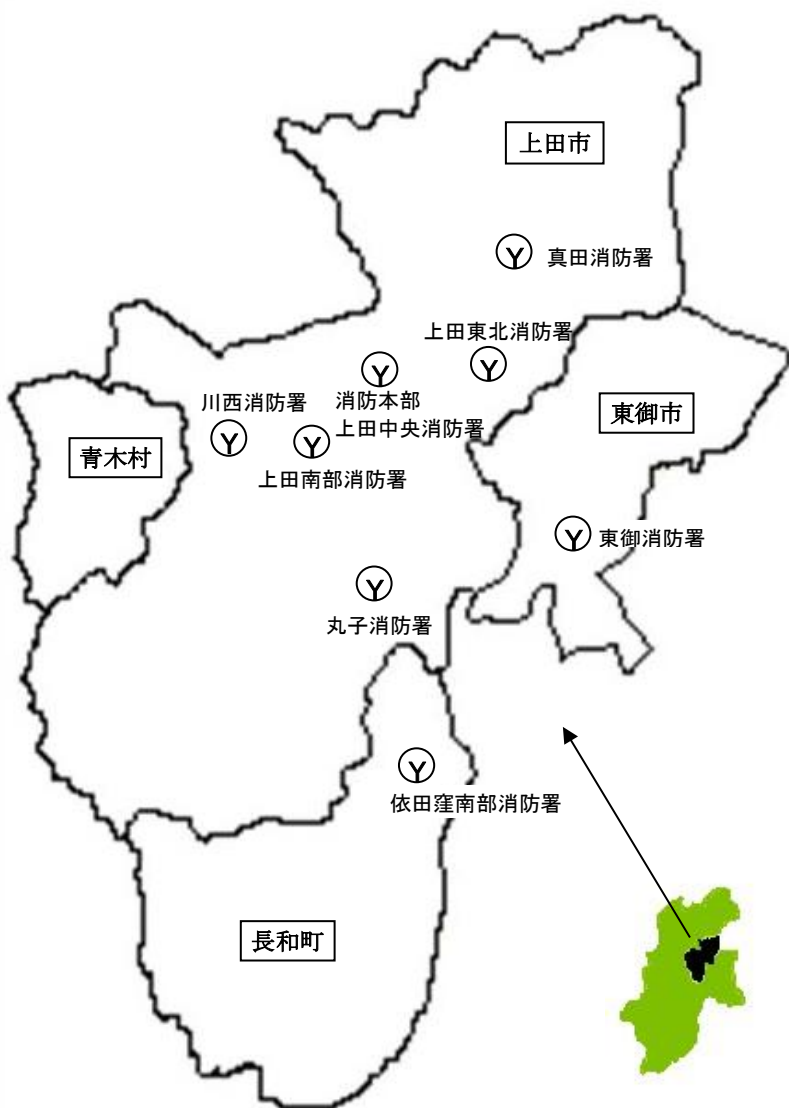 上田市
真田消防署
上田東北消防署
川西消防署
消防本部
上田中央消防署
東御市
青木村
上田南部消防署
東御消防署
丸子消防署
依田窪南部消防署
長和町